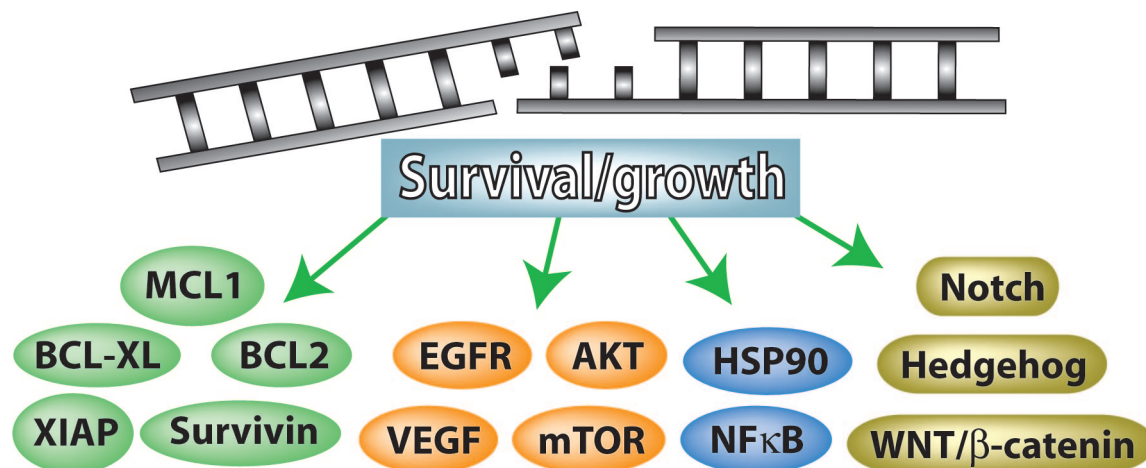 Survival/growth
MCL1
BCL-XL
BCL2
XIAP
Survivin
EGFR
AKT
VEGF
mTOR
HSP90
NFκB
Notch
Hedgehog
WNT/β-catenin